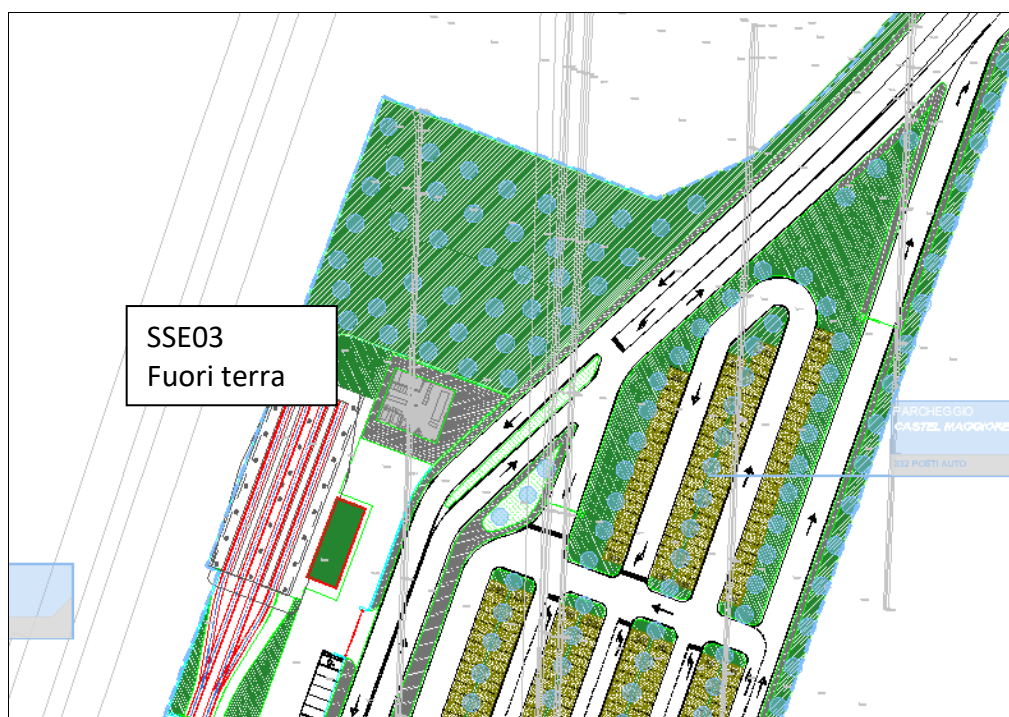 SSE03
Fuori terra
PARCHEGGIO
CASTEL MAGGIORE
332 POSTI AUTO